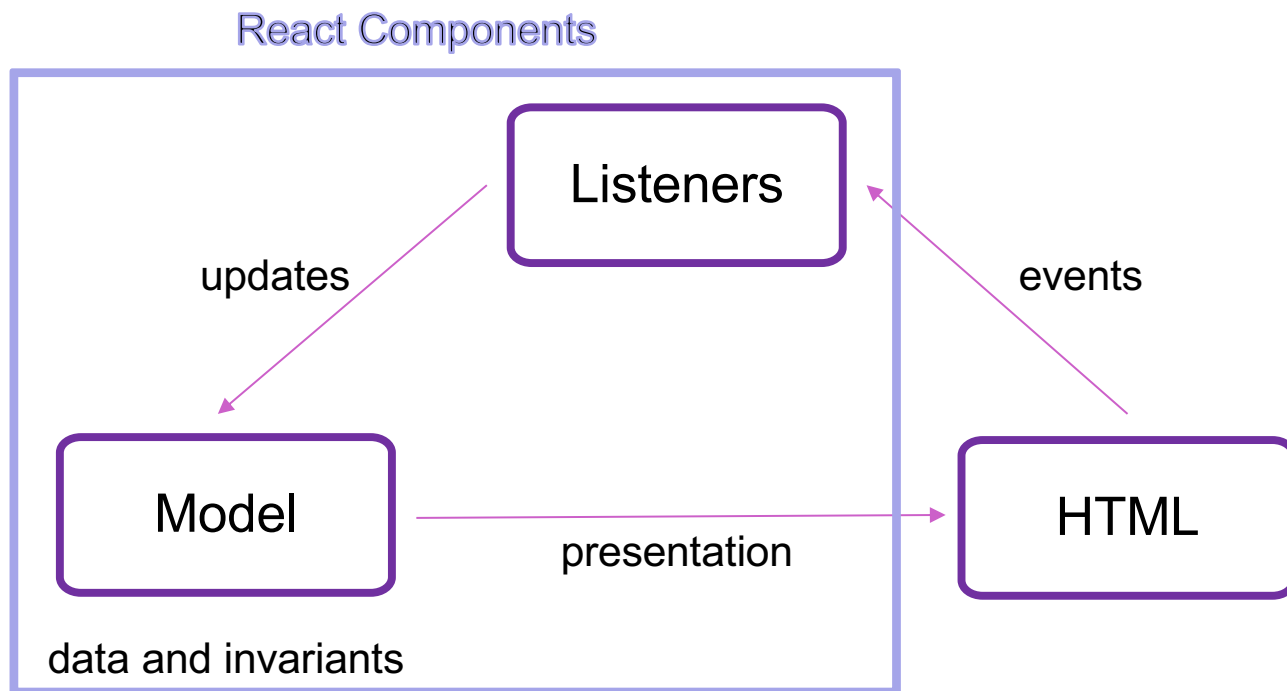 React Components
Listeners
updates
events
Model
HTML
presentation
data and invariants